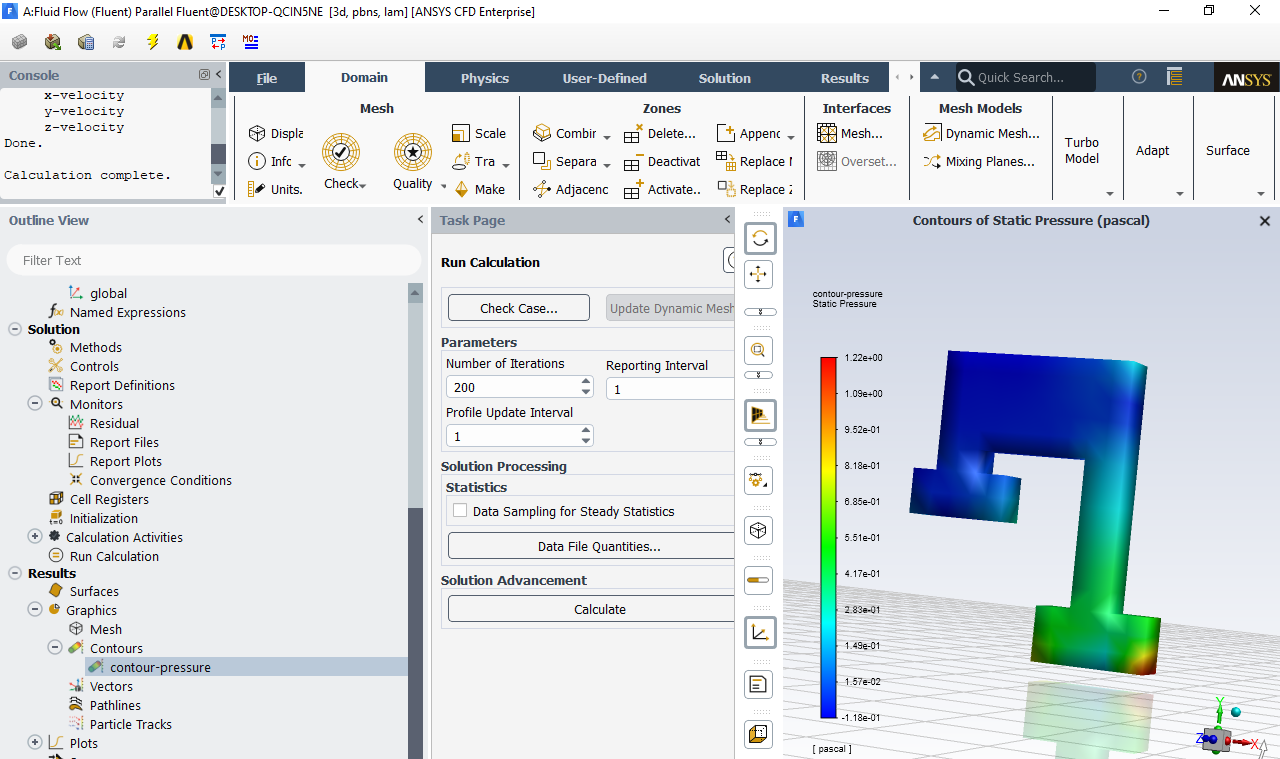 A:Fluid Flow (Fluent) Parallel Fluent@DESKTOP-QCIN5NE [3d, pbns, lam] [ANSYS CFD Enterprise]
Console
x-velocity
y-velocity
z-velocity
Done.
Calculation complete.
File Domain Physics User-Defined Solution Results
Quick Search...
ANSYS
Mesh
Displa
Info
Units.
Check
Quality
Scale
Tra
Make
Zones
Combin
Separa
Adjacenc
Delete...
Deactivat
Activate..
Append
Replace M
Replace Z
Interfaces
Mesh...
Overset...
Mesh Models
Dynamic Mesh...
Mixing Planes...
Turbo
Model
Adapt
Surface
Outline View
Filter Text
global
Named Expressions
Solution
Methods
Controls
Report Definitions
Monitors
Residual
Report Files
Report Plots
Convergence Conditions
Cell Registers
Initialization
Calculation Activities
Run Calculation
Results
Surfaces
Graphics
Mesh
Contours
contour-pressure
Vectors
Pathlines
Particle Tracks
Plots
Task Page
Run Calculation
Check Case...
Update Dynamic Mesh
Parameters
Number of Iterations
200
Reporting Interval
1
Profile Update Interval
1
Solution Processing
Statistics
Data Sampling for Steady Statistics
Data File Quantities...
Solution Advancement
Calculate
Contours of Static Pressure (pascal)
contour-pressure
Static Pressure
1.22e+00
1.09e+00
9.52e-01
8.18e-01
6.85e-01
5.51e-01
4.17e-01
2.83e-01
1.49e-01
1.57e-02
-1.18e-01
[ pascal ]
Y
Z
X